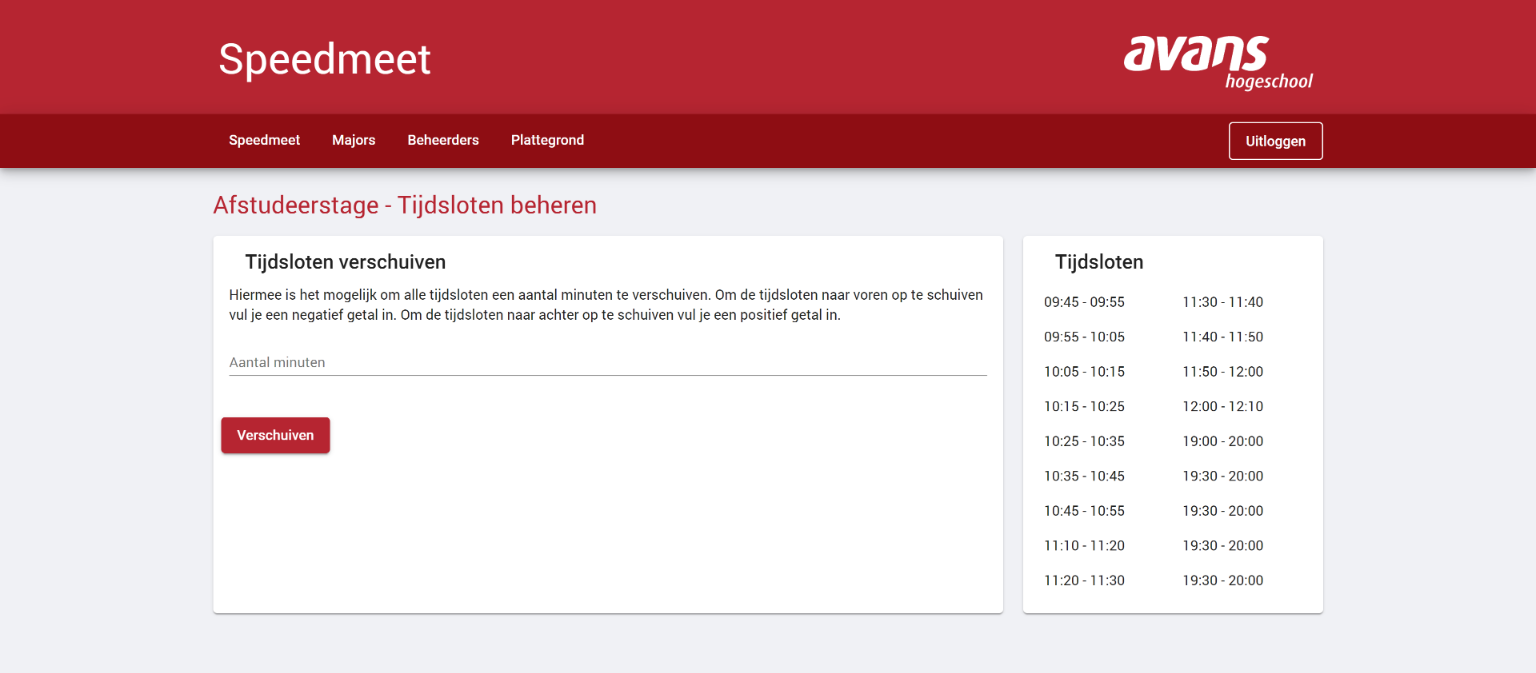 Speedmeet
avans
hogeschool
Speedmeet Majors Beheerders Plattegrond Uitloggen
Afstudeerstage - Tijdsloten beheren
Tijdsloten verschuiven
Hiermee is het mogelijk om alle tijdsloten een aantal minuten te verschuiven. Om de tijdsloten naar voren op te schuiven
vul je een negatief getal in. Om de tijdsloten naar achter op te schuiven vul je een positief getal in.
Aantal minuten
Verschuiven
Tijdsloten
09:45 - 09:55 11:30 - 11:40
09:55 - 10:05 11:40 - 11:50
10:05 - 10:15 11:50 - 12:00
10:15 - 10:25 12:00 - 12:10
10:25 - 10:35 19:00 - 20:00
10:35 - 10:45 19:30 - 20:00
10:45 - 10:55 19:30 - 20:00
11:10 - 11:20 19:30 - 20:00
11:20 - 11:30 19:30 - 20:00